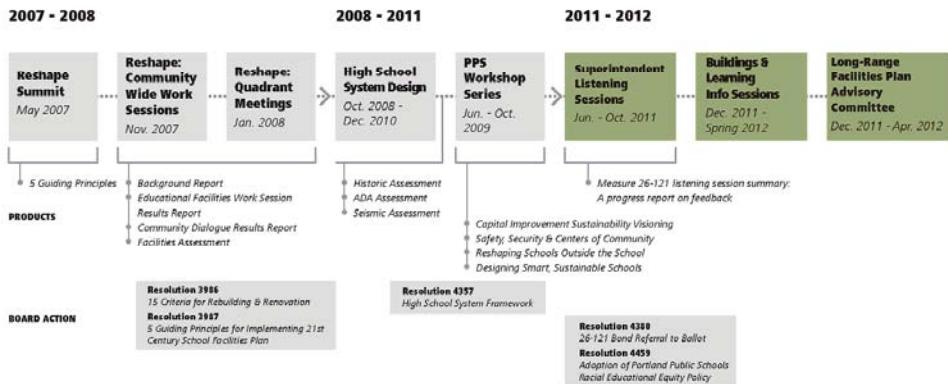 2007 - 2008
2008 - 2011
2011 - 2012
Reshape
Summit
May 2007
Reshape:
Community
Wide Work
Sessions
Nov. 2007
Reshape:
Quadrant
Meetings
Jan. 2008
High School
System Design
Oct. 2008 -
Dec. 2010
PPS
Workshop
Series
Jun. - Oct.
2009
Superintendent
Listening
Sessions
Jun. - Oct. 2011
Buildings &
Learning
Info Sessions
Dec. 2011 -
Spring 2012
Long-Range
Facilities Plan
Advisory
Committee
Dec. 2011 - Apr. 2012
PRODUCTS
5 Guiding Principles
Background Report
Educational Facilities Work Session
Results Report
Community Dialogue Results Report
Facilities Assessment
Historic Assessment
ADA Assessment
Seismic Assessment
Capital Improvement Sustainability Visioning
Safety, Security & Centers of Community
Reshaping Schools Outside the School
Designing Smart, Sustainable Schools
Measure 26-121 listening session summary:
A progress report on feedback
BOARD ACTION
Resolution 3986
15 Criteria for Rebuilding & Renovation
Resolution 3987
5 Guiding Principles for Implementing 21st
Century School Facilities Plan
Resolution 4357
High School System Framework
Resolution 4380
26-121 Bond Referral to Ballot
Resolution 4459
Adoption of Portland Public Schools
Racial Educational Equity Policy